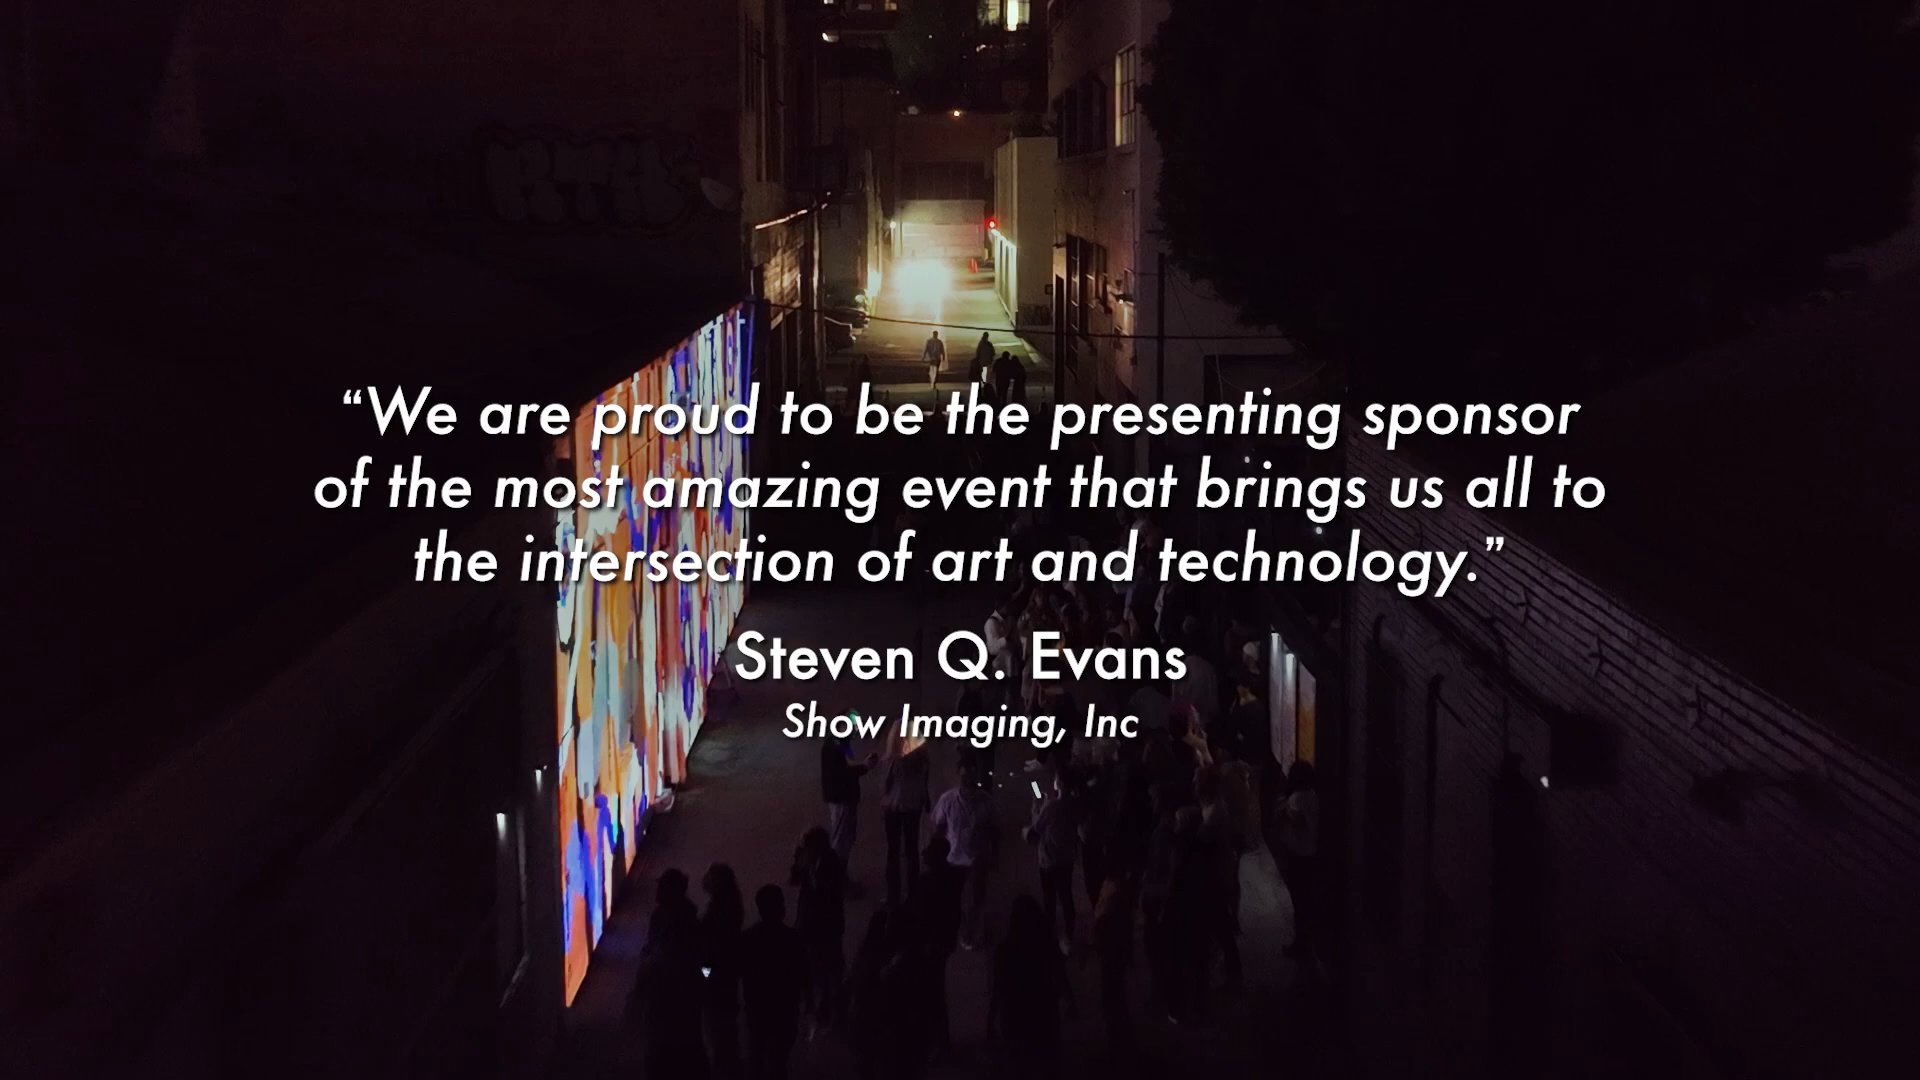 “We are proud to be the presenting sponsor
of the most amazing event that brings us all to
the intersection of art and technology.”
Steven Q. Evans
Show Imaging, Inc